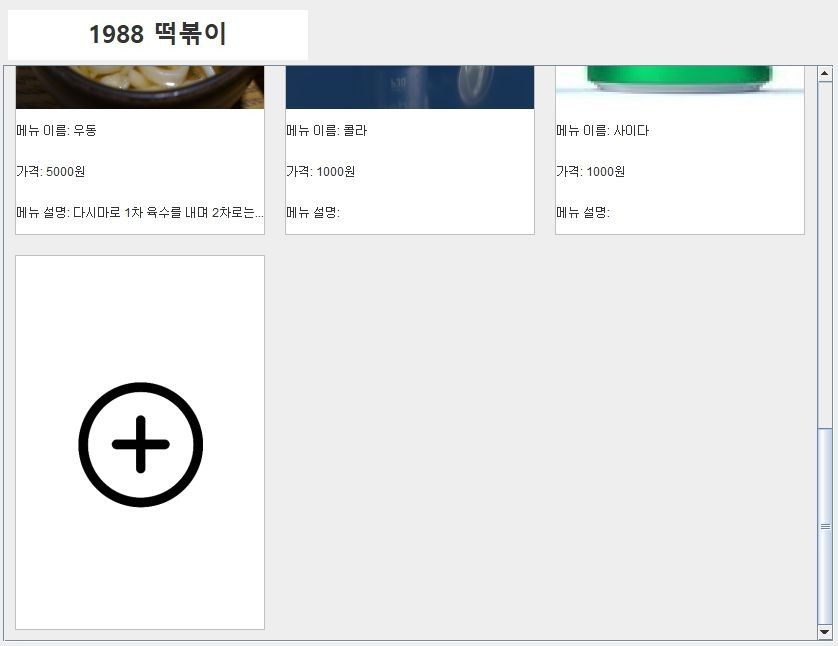 1988 떡볶이
메뉴 이름: 우동
가격: 5000원
메뉴 설명: 다시마로 1차 육수를 내며 2차로는...
메뉴 이름: 콜라
가격: 1000원
메뉴 설명:
메뉴 이름: 사이다
가격: 1000원
메뉴 설명: